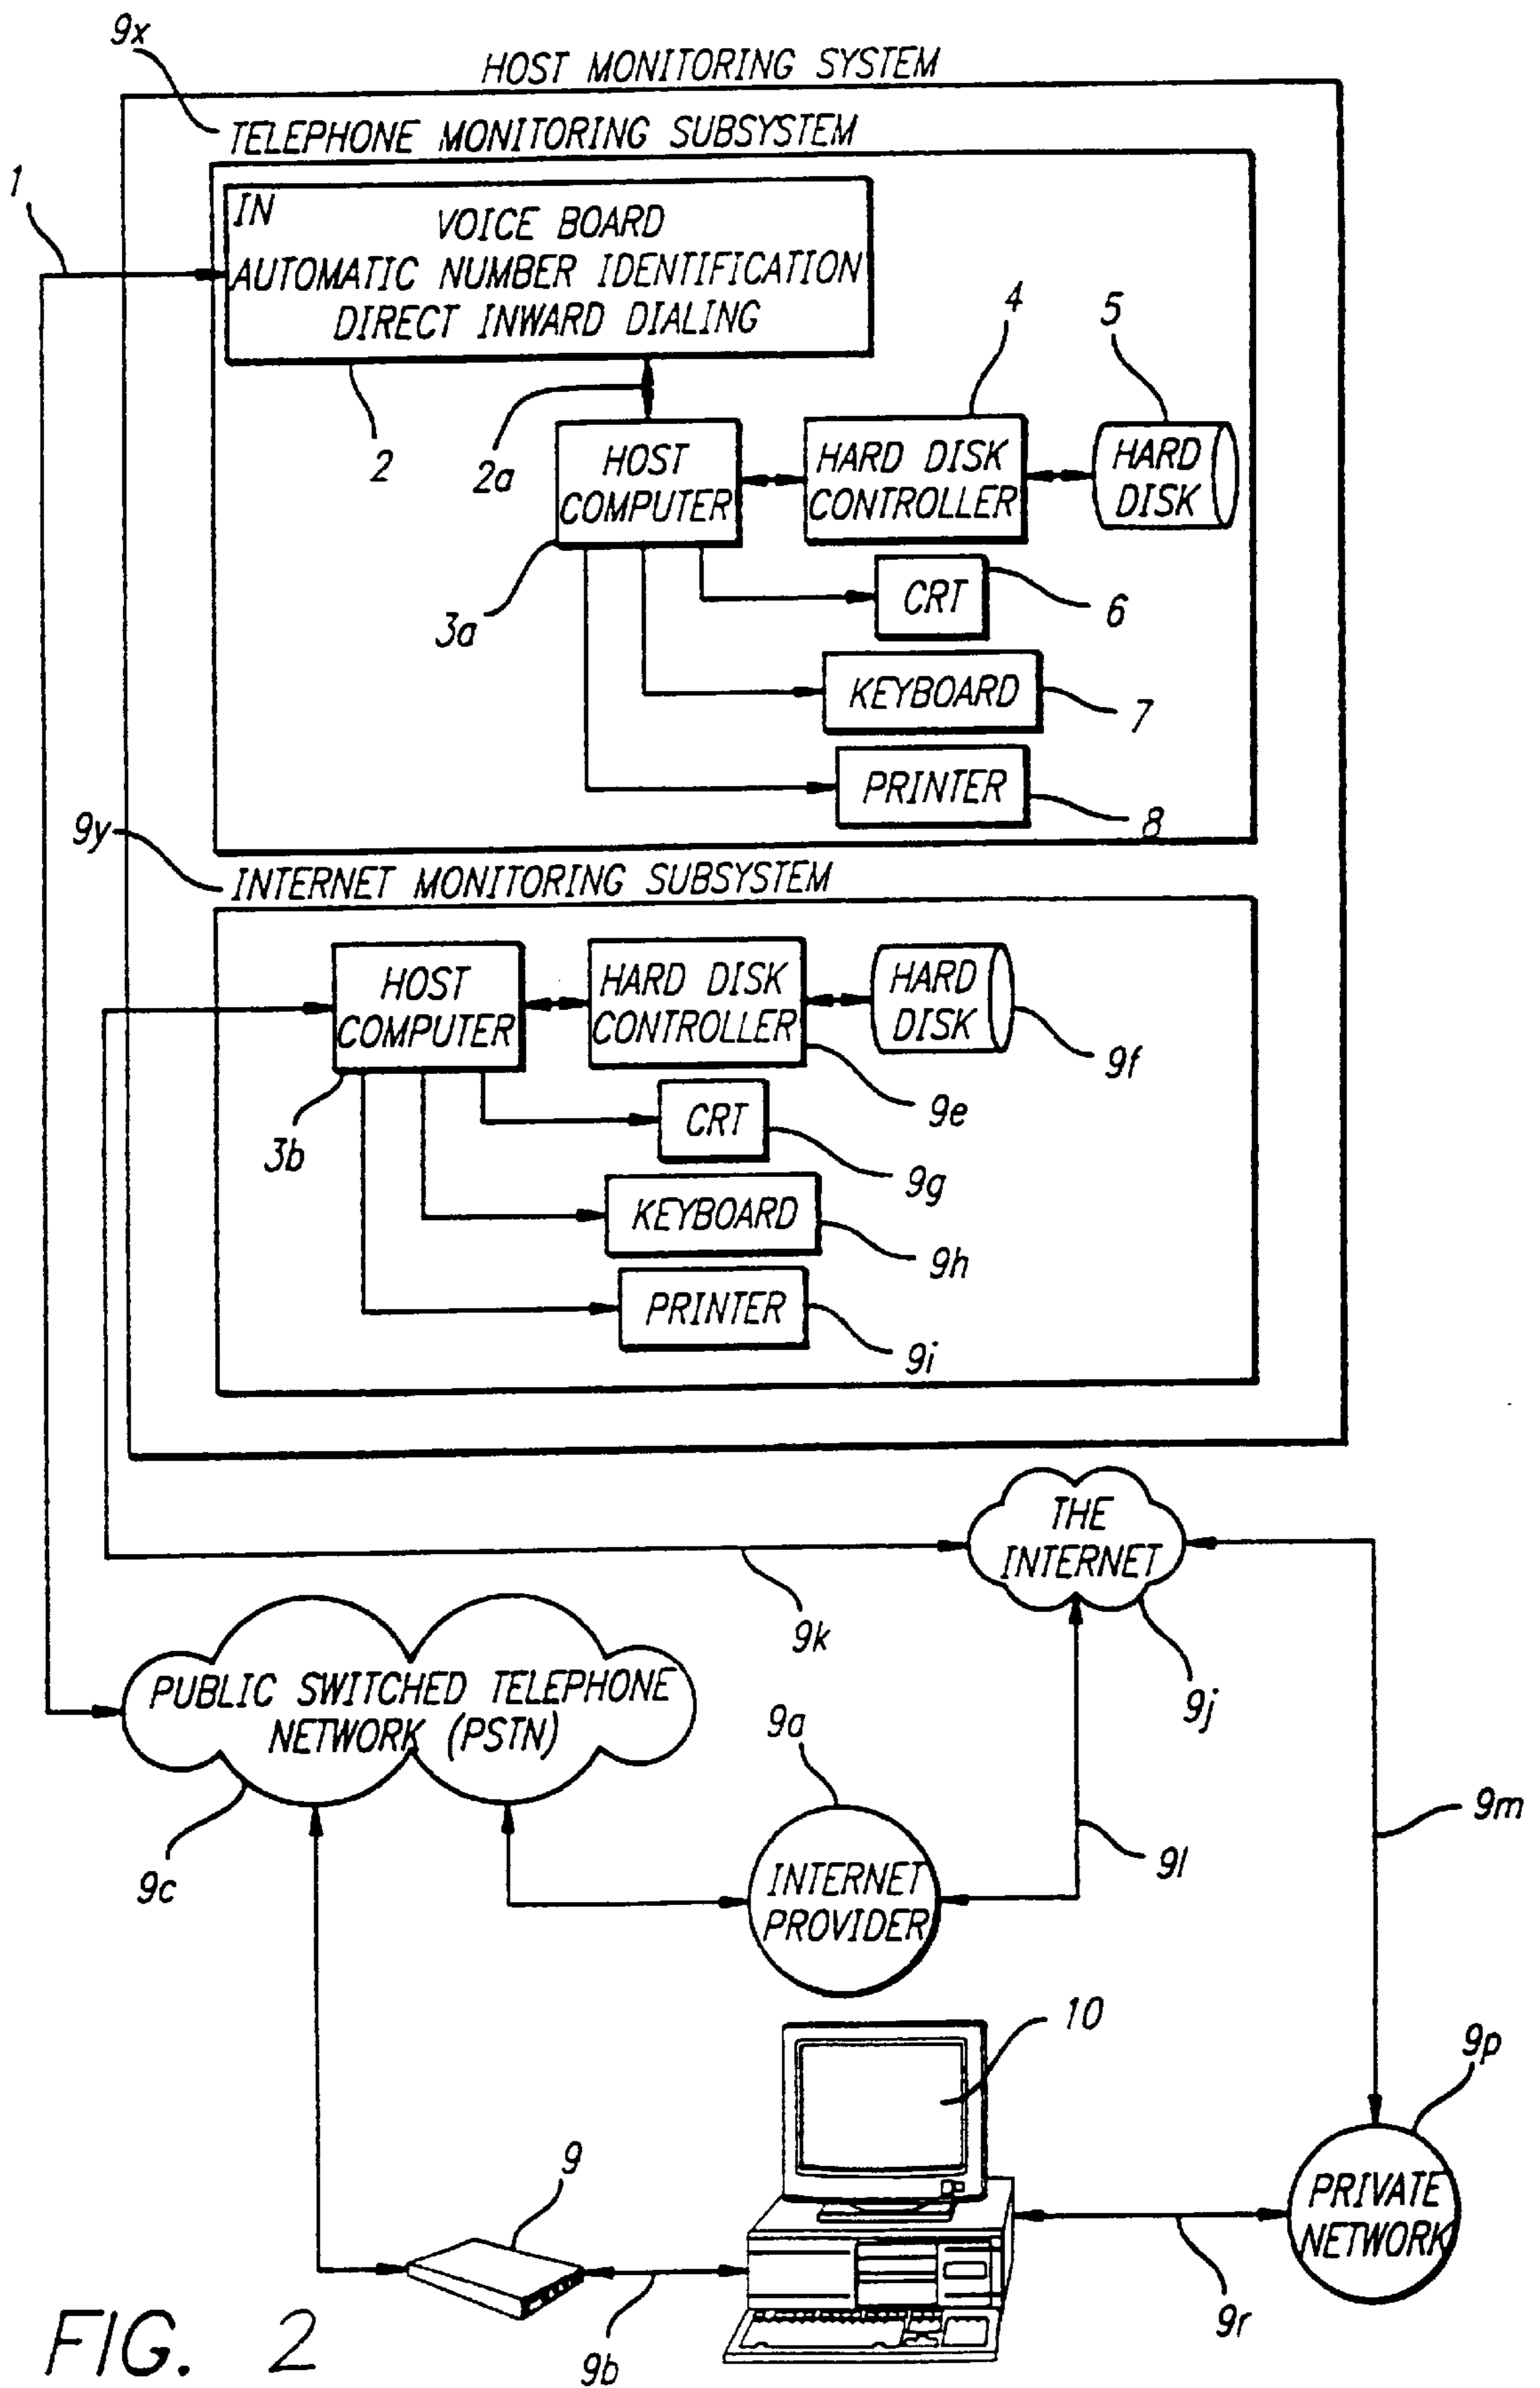 9x
HOST MONITORING SYSTEM
TELEPHONE MONITORING SUBSYSTEM
1
IN
VOICE BOARD
AUTOMATIC NUMBER IDENTIFICATION
DIRECT INWARD DIALING
2
2a
4
5
HOST
COMPUTER
HARD DISK
CONTROLLER
HARD
DISK
3a
CRT
6
KEYBOARD
7
PRINTER
8
9y
INTERNET MONITORING SUBSYSTEM
HOST
COMPUTER
HARD DISK
CONTROLLER
HARD
DISK
9f
9e
3b
CRT
9g
KEYBOARD
9h
PRINTER
9i
THE
INTERNET
9k
9j
PUBLIC SWITCHED TELEPHONE
NETWORK (PSTN)
9c
9a
INTERNET
PROVIDER
9l
9m
10
9p
PRIVATE
NETWORK
9
9b
9r
FIG. 2